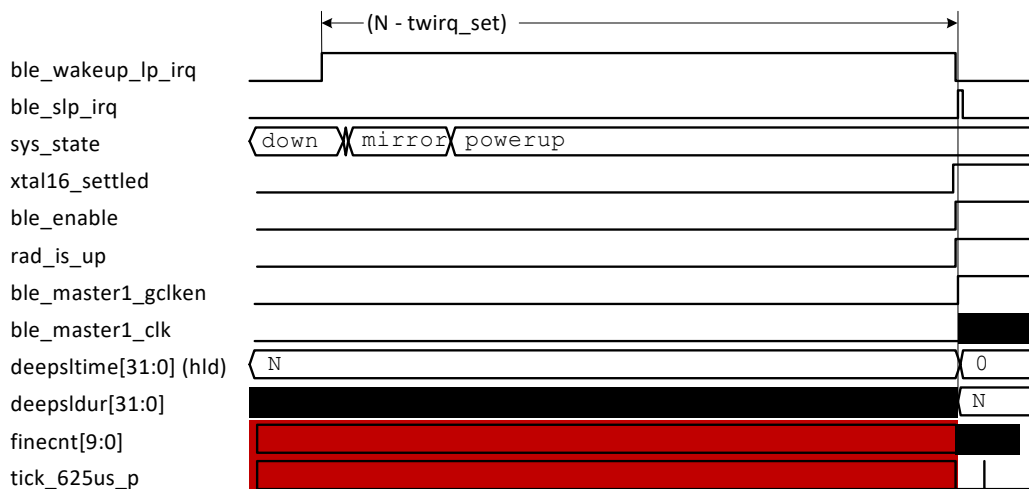 (N - twirq_set)
ble_wakeup_lp_irq
ble_slp_irq
sys_state down mirror powerup
xtal16_settled
ble_enable
rad_is_up
ble_master1_gclken
ble_master1_clk
deepsltime[31:0] (hld) N 0
deepsldur[31:0] N
finecnt[9:0]
tick_625us_p